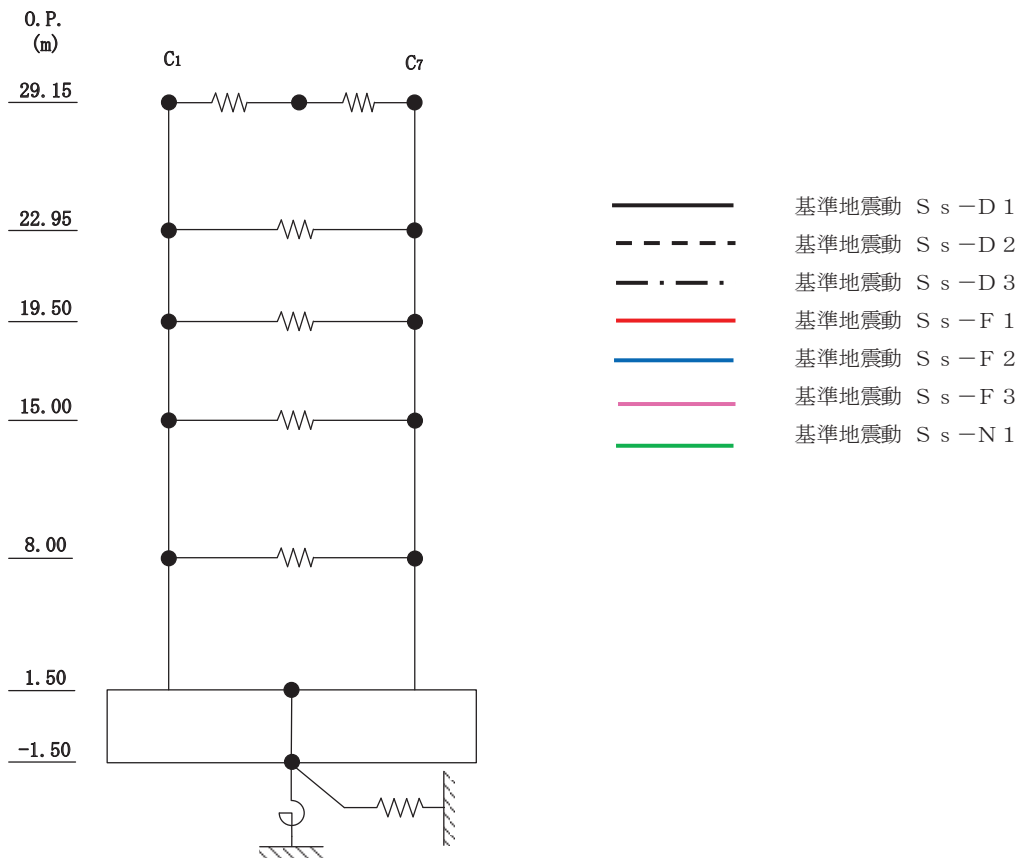 O.P.
(m)
C1
C7
29.15
22.95
19.50
15.00
8.00
1.50
-1.50
基準地震動 Ss-D1
基準地震動 Ss-D2
基準地震動 Ss-D3
基準地震動 Ss-F1
基準地震動 Ss-F2
基準地震動 Ss-F3
基準地震動 Ss-N1